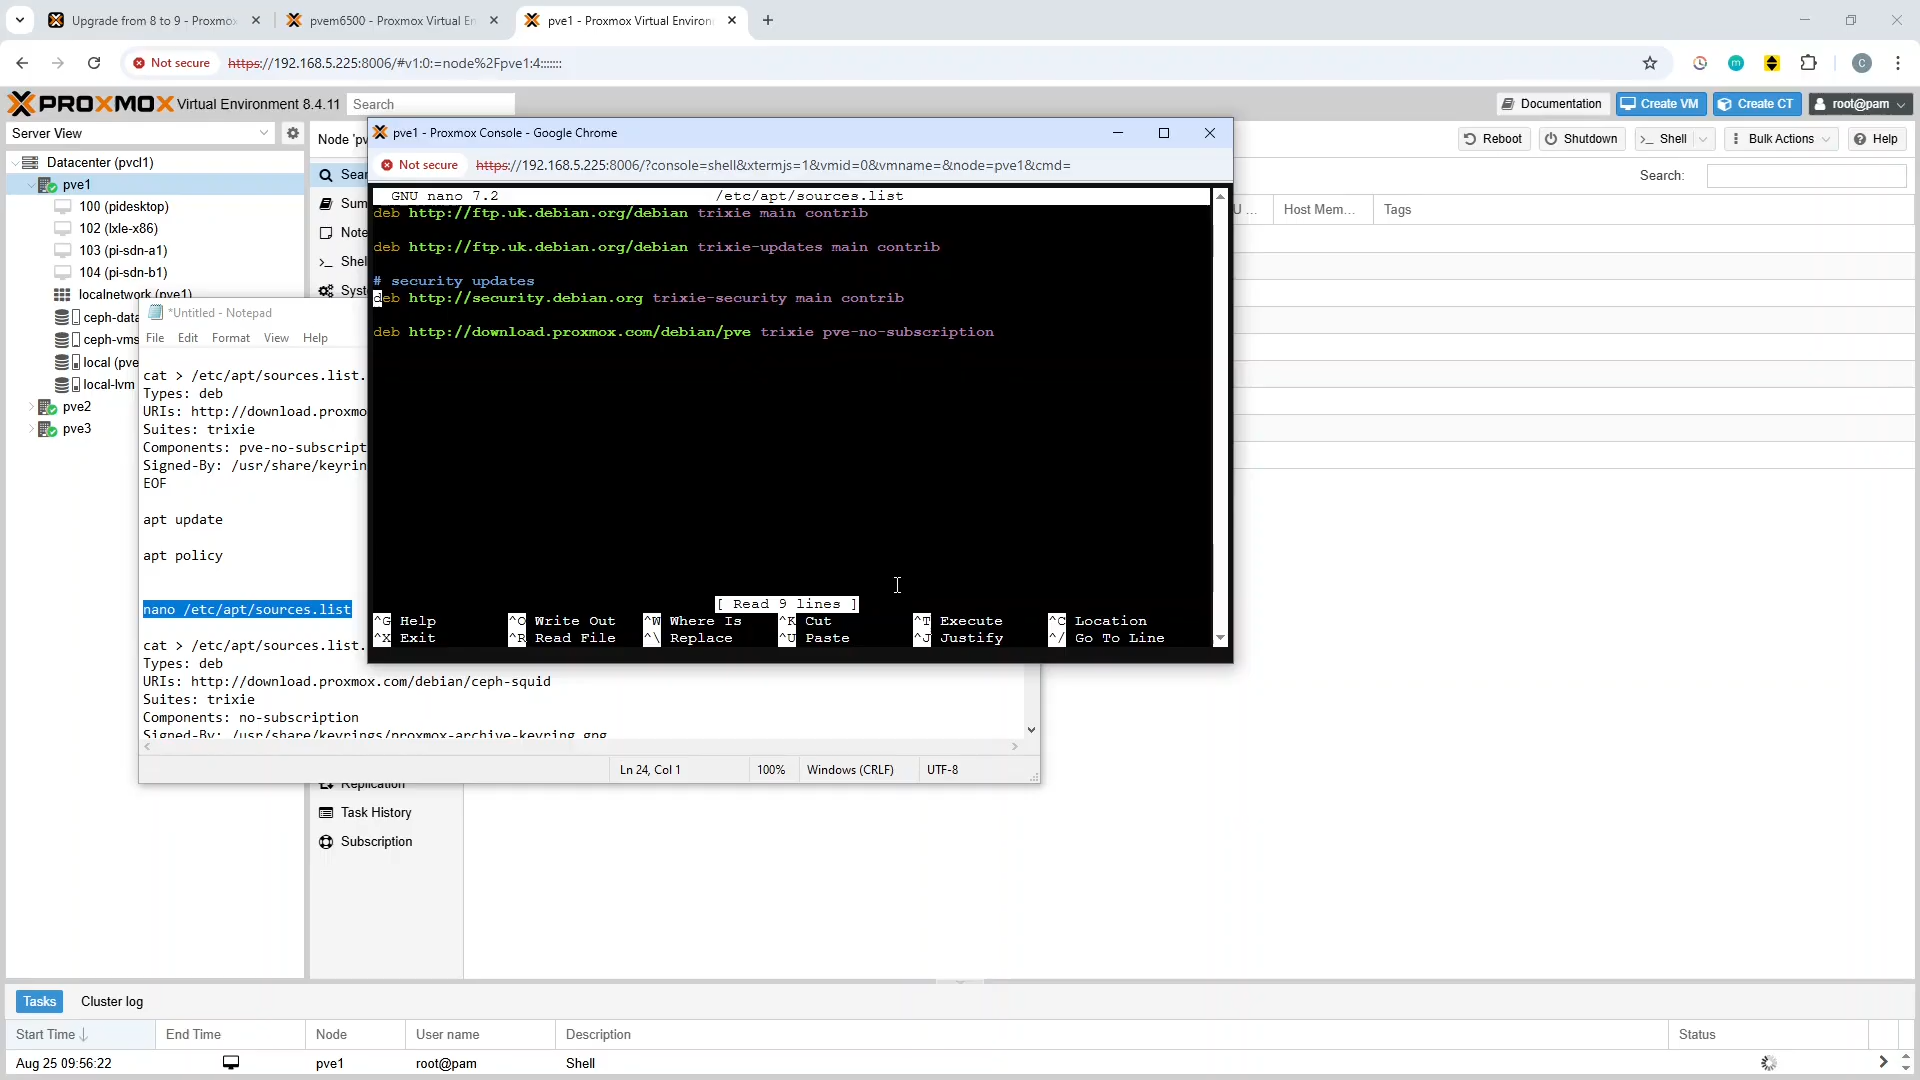 Upgrade from 8 to 9 - Proxmo
pvem6500 - Proxmox Virtual En
pve1 - Proxmox Virtual Environ
Not secure
https://192.168.5.225:8006/#v1:0:=node%2Fpve1:4:::::::
C
PROXMOX Virtual Environment 8.4.11
Search
Documentation
Create VM
Create CT
root@pam
Server View
Node 'pv
Reboot
Shutdown
Shell
Bulk Actions
Help
Datacenter (pvcl1)
pve1
100 (pidesktop)
102 (lxle-x86)
103 (pi-sdn-a1)
104 (pi-sdn-b1)
localnetwork (pve1)
ceph-data
ceph-vms
local (pve
local-lvm
pve2
pve3
Sear
Sum
Note
Shel
Syst
Replication
Task History
Subscription
Search:
U ...
Host Mem...
Tags
pve1 - Proxmox Console - Google Chrome
Not secure
https://192.168.5.225:8006/?console=shell&xtermjs=1&vmid=0&vmname=&node=pve1&cmd=
GNU nano 7.2 /etc/apt/sources.list
deb http://ftp.uk.debian.org/debian trixie main contrib
deb http://ftp.uk.debian.org/debian trixie-updates main contrib
# security updates
deb http://security.debian.org trixie-security main contrib
deb http://download.proxmox.com/debian/pve trixie pve-no-subscription
[ Read 9 lines ]
^G Help ^O Write Out ^W Where Is ^K Cut ^T Execute ^C Location
^X Exit ^R Read File ^\ Replace ^U Paste ^J Justify ^/ Go To Line
*Untitled - Notepad
File Edit Format View Help
cat > /etc/apt/sources.list.
Types: deb
URIs: http://download.proxmo
Suites: trixie
Components: pve-no-subscript
Signed-By: /usr/share/keyrin
EOF
apt update
apt policy
nano /etc/apt/sources.list
cat > /etc/apt/sources.list.
Types: deb
URIs: http://download.proxmox.com/debian/ceph-squid
Suites: trixie
Components: no-subscription
Signed-By: /usr/share/keyrings/proxmox-archive-keyring.gpg
Ln 24, Col 1
100%
Windows (CRLF)
UTF-8
Tasks
Cluster log
Start Time
End Time
Node
User name
Description
Status
Aug 25 09:56:22
pve1
root@pam
Shell